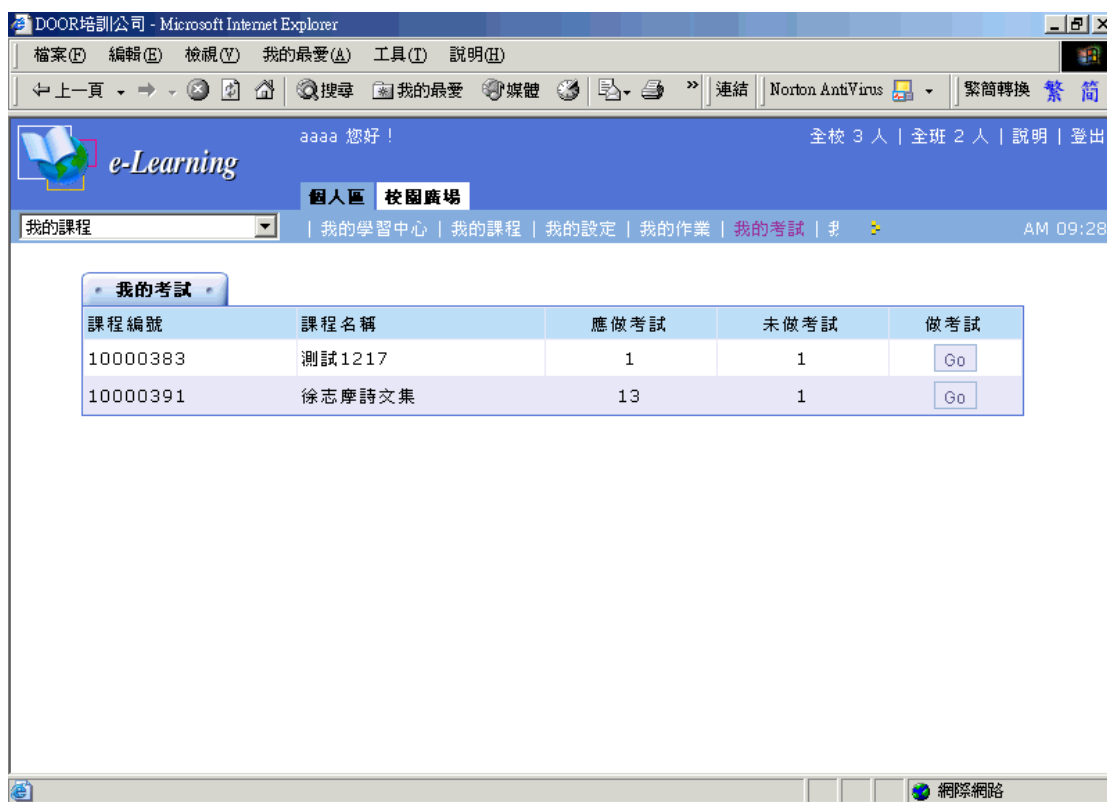 DOOR培訓公司 - Microsoft Internet Explorer
檔案(F) 編輯(E) 檢視(V) 我的最愛(A) 工具(T) 說明(H)
上一頁 搜尋 我的最愛 媒體 » 連結 Norton AntiVirus 繁簡轉換 繁 简
e-Learning
aaaa 您好！ 全校 3 人 | 全班 2 人 | 說明 | 登出
個人區 校園廣場
我的課程 | 我的學習中心 | 我的課程 | 我的設定 | 我的作業 | 我的考試 | AM 09:28
我的考試
課程編號 課程名稱 應做考試 未做考試 做考試
10000383 測試1217 1 1 Go
10000391 徐志摩詩文集 13 1 Go
網際網路